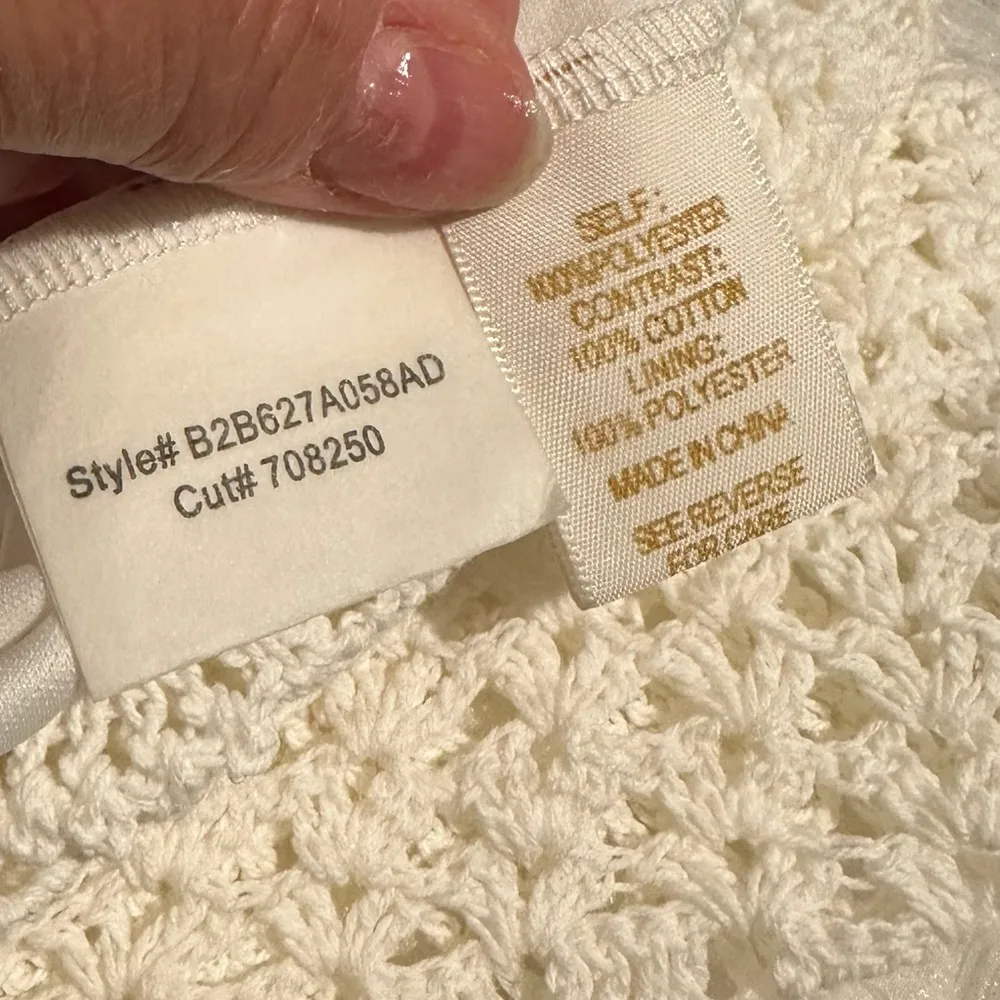 Style# B2B627A058AD
Cut# 708250
SELF:
100%POLYESTER
CONTRAST:
100% COTTON
LINING:
100% POLYESTER
MADE IN CHINA
SEE REVERSE
FOR CARE